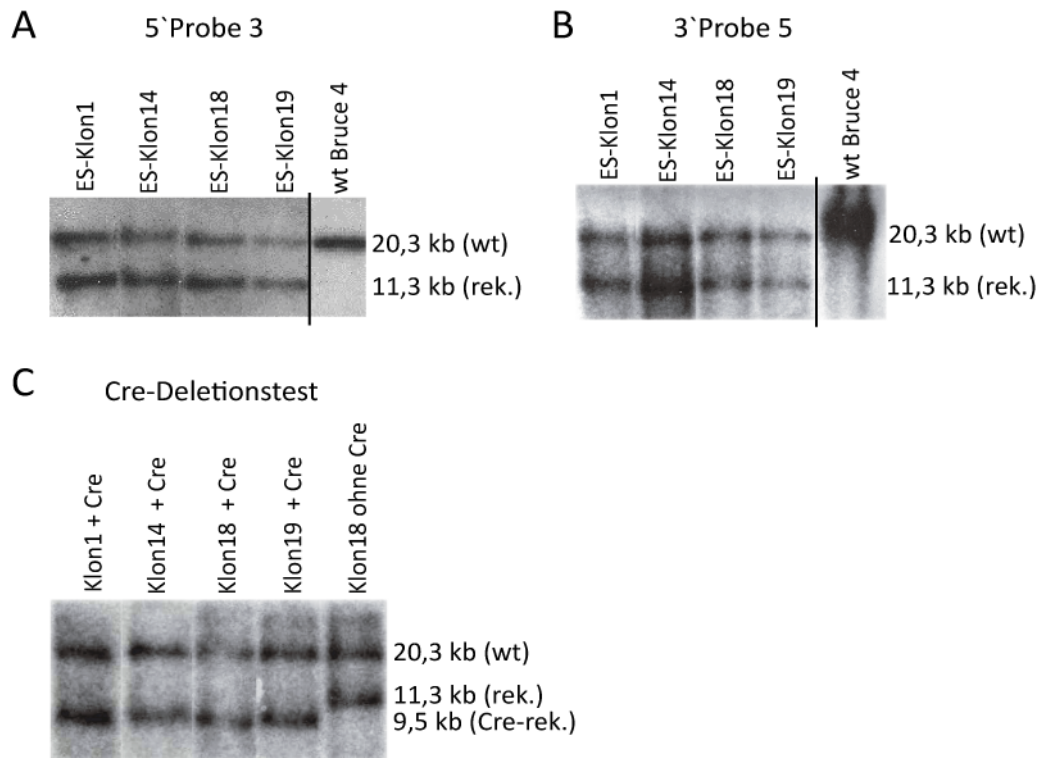 A
5`Probe 3
ES-Klon1
ES-Klon14
ES-Klon18
ES-Klon19
wt Bruce 4
20,3 kb (wt)
11,3 kb (rek.)
B
3`Probe 5
ES-Klon1
ES-Klon14
ES-Klon18
ES-Klon19
wt Bruce 4
20,3 kb (wt)
11,3 kb (rek.)
C
Cre-Deletionstest
Klon1 + Cre
Klon14 + Cre
Klon18 + Cre
Klon19 + Cre
Klon18 ohne Cre
20,3 kb (wt)
11,3 kb (rek.)
9,5 kb (Cre-rek.)